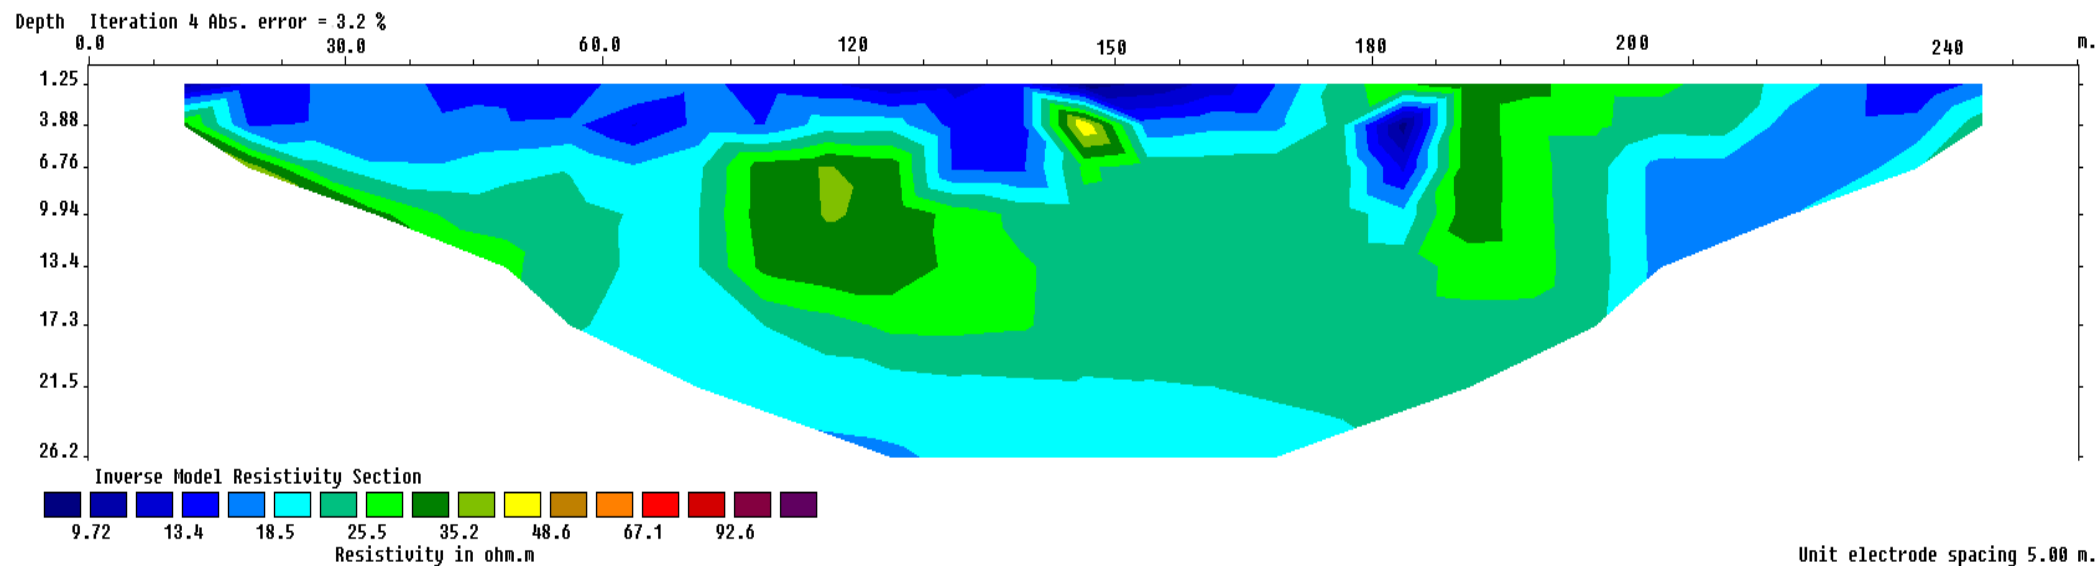 Depth Iteration 4 Abs. error = 3.2 %
0.0 30.0 60.0 120 150 180 200 240 m.
1.25
3.88
6.76
9.94
13.4
17.3
21.5
26.2
Inverse Model Resistivity Section
9.72 13.4 18.5 25.5 35.2 48.6 67.1 92.6
Resistivity in ohm.m
Unit electrode spacing 5.00 m.